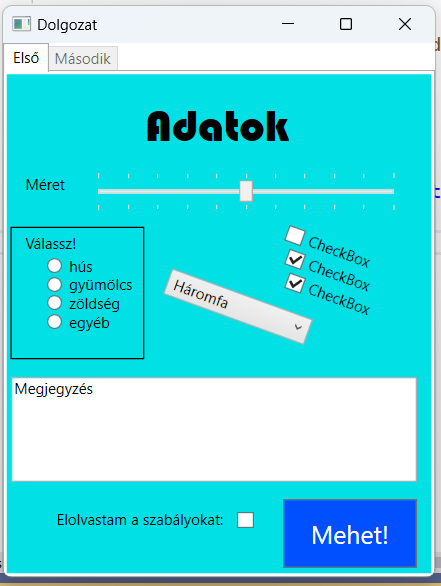 Dolgozat
Első
Második
Adatok
Méret
Válassz!
hús
gyümölcs
zöldség
egyéb
Háromfa
CheckBox
CheckBox
CheckBox
Megjegyzés
Elolvastam a szabályokat:
Mehet!